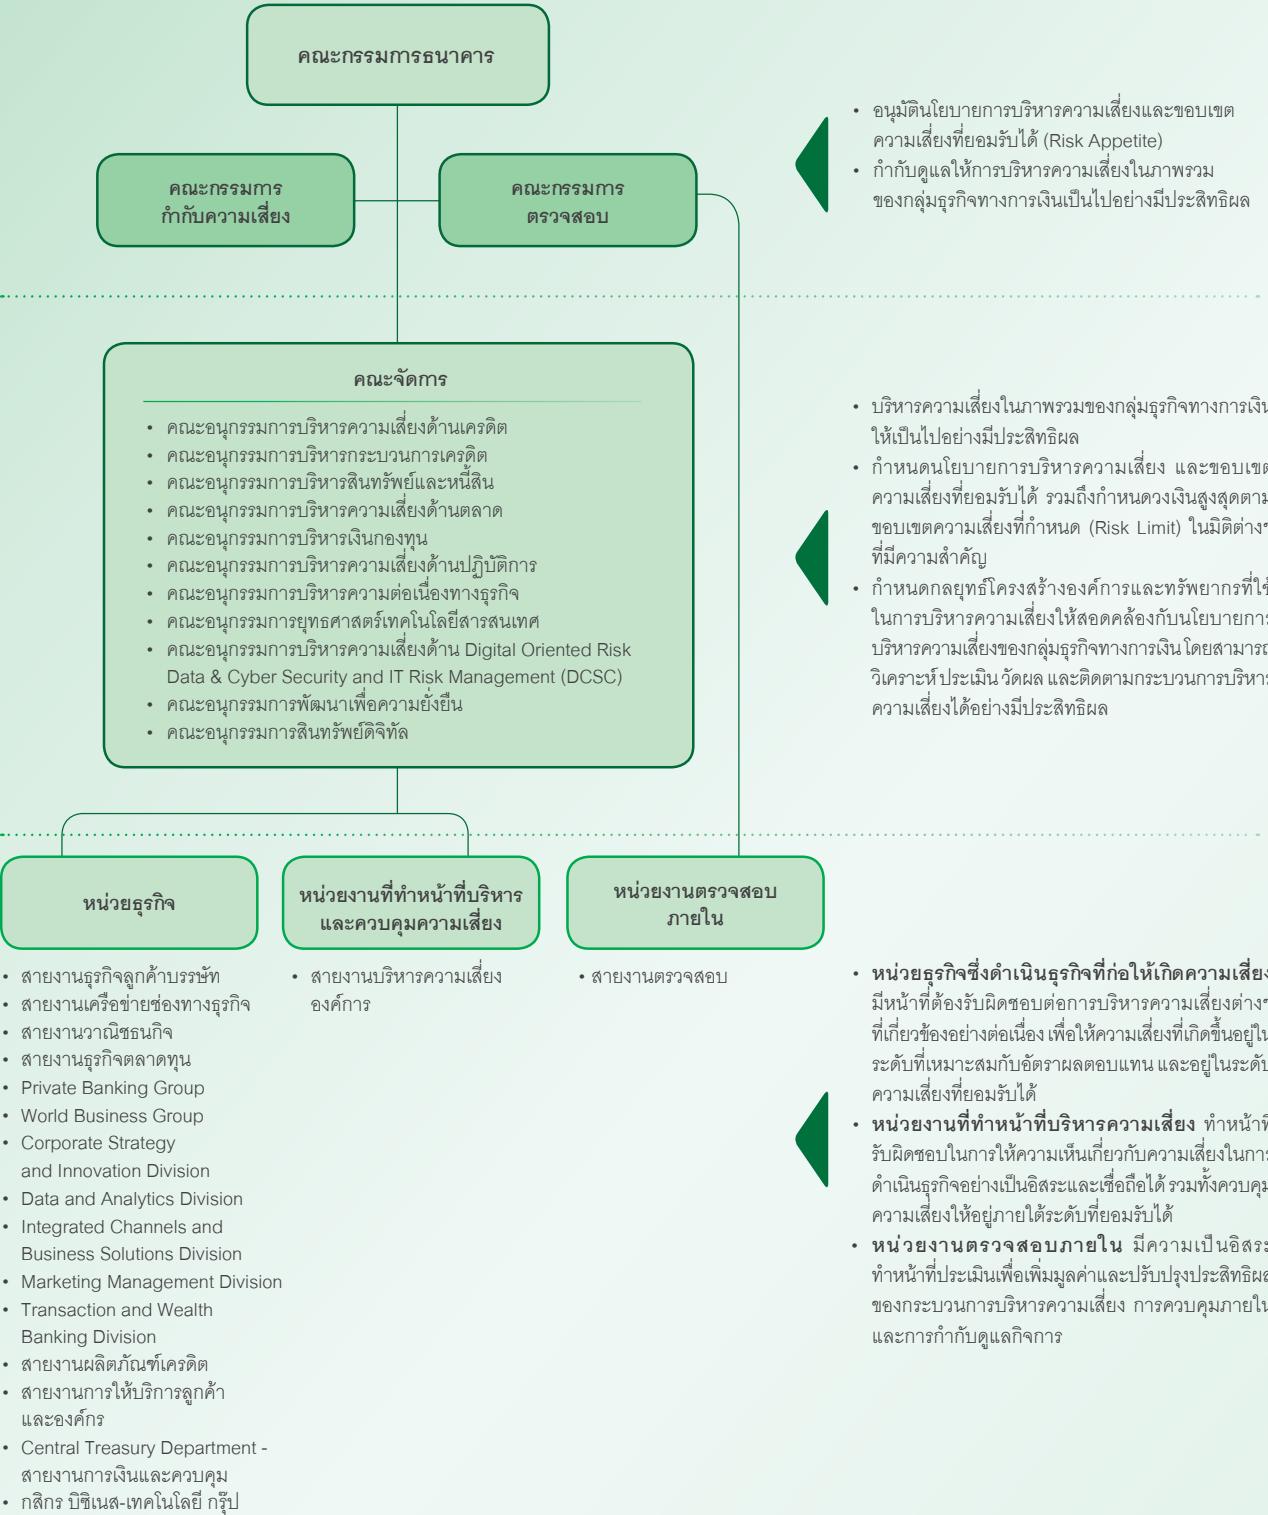 คณะกรรมการธนาคาร
คณะกรรมการ
กำกับความเสี่ยง
คณะกรรมการ
ตรวจสอบ
• อนุมัตินโยบายการบริหารความเสี่ยงและขอบเขต
ความเสี่ยงที่ยอมรับได้ (Risk Appetite)
• กำกับดูแลให้การบริหารความเสี่ยงในภาพรวม
ของกลุ่มธุรกิจทางการเงินเป็นไปอย่างมีประสิทธิผล
คณะจัดการ
• คณะอนุกรรมการบริหารความเสี่ยงด้านเครดิต
• คณะอนุกรรมการบริหารกระบวนการเครดิต
• คณะอนุกรรมการบริหารสินทรัพย์และหนี้สิน
• คณะอนุกรรมการบริหารความเสี่ยงด้านตลาด
• คณะอนุกรรมการบริหารเงินกองทุน
• คณะอนุกรรมการบริหารความเสี่ยงด้านปฏิบัติการ
• คณะอนุกรรมการบริหารความต่อเนื่องทางธุรกิจ
• คณะอนุกรรมการยุทธศาสตร์เทคโนโลยีสารสนเทศ
• คณะอนุกรรมการบริหารความเสี่ยงด้าน Digital Oriented Risk
Data & Cyber Security and IT Risk Management (DCSC)
• คณะอนุกรรมการพัฒนาเพื่อความยั่งยืน
• คณะอนุกรรมการสินทรัพย์ดิจิทัล
• บริหารความเสี่ยงในภาพรวมของกลุ่มธุรกิจทางการเงิน
ให้เป็นไปอย่างมีประสิทธิผล
• กำหนดนโยบายการบริหารความเสี่ยง และขอบเขต
ความเสี่ยงที่ยอมรับได้ รวมถึงกำหนดวงเงินสูงสุดตาม
ขอบเขตความเสี่ยงที่กำหนด (Risk Limit) ในมิติต่างๆ
ที่มีความสำคัญ
• กำหนดกลยุทธ์โครงสร้างองค์การและทรัพยากรที่ใช้
ในการบริหารความเสี่ยงให้สอดคล้องกับนโยบายการ
บริหารความเสี่ยงของกลุ่มธุรกิจทางการเงิน โดยสามารถ
วิเคราะห์ ประเมิน วัดผล และติดตามกระบวนการบริหาร
ความเสี่ยงได้อย่างมีประสิทธิผล
หน่วยธุรกิจ
• สายงานธุรกิจลูกค้าบรรษัท
• สายงานเครือข่ายช่องทางธุรกิจ
• สายงานวาณิชธนกิจ
• สายงานธุรกิจตลาดทุน
• Private Banking Group
• World Business Group
• Corporate Strategy
and Innovation Division
• Data and Analytics Division
• Integrated Channels and
Business Solutions Division
• Marketing Management Division
• Transaction and Wealth
Banking Division
• สายงานผลิตภัณฑ์เครดิต
• สายงานการให้บริการลูกค้า
และองค์กร
• Central Treasury Department -
สายงานการเงินและควบคุม
• กสิกร บิซิเนส-เทคโนโลยี กรุ๊ป
หน่วยงานที่ทำหน้าที่บริหาร
และควบคุมความเสี่ยง
• สายงานบริหารความเสี่ยง
องค์การ
หน่วยงานตรวจสอบ
ภายใน
• สายงานตรวจสอบ
• หน่วยธุรกิจซึ่งดำเนินธุรกิจที่ก่อให้เกิดความเสี่ยง
มีหน้าที่ต้องรับผิดชอบต่อการบริหารความเสี่ยงต่างๆ
ที่เกี่ยวข้องอย่างต่อเนื่อง เพื่อให้ความเสี่ยงที่เกิดขึ้นอยู่ใน
ระดับที่เหมาะสมกับอัตราผลตอบแทน และอยู่ในระดับ
ความเสี่ยงที่ยอมรับได้
• หน่วยงานที่ทำหน้าที่บริหารความเสี่ยง ทำหน้าที่
รับผิดชอบในการให้ความเห็นเกี่ยวกับความเสี่ยงในการ
ดำเนินธุรกิจอย่างเป็นอิสระและเชื่อถือได้ รวมทั้งควบคุม
ความเสี่ยงให้อยู่ภายใต้ระดับที่ยอมรับได้
• หน่วยงานตรวจสอบภายใน มีความเป็นอิสระ
ทำหน้าที่ประเมินเพื่อเพิ่มมูลค่าและปรับปรุงประสิทธิผล
ของกระบวนการบริหารความเสี่ยง การควบคุมภายใน
และการกำกับดูแลกิจการ